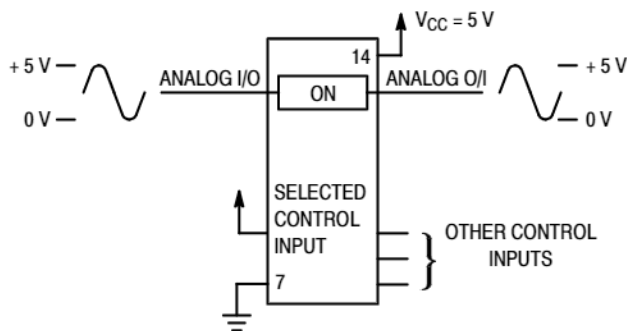 V_CC = 5 V
14
+ 5 V
ANALOG I/O
ON
ANALOG O/I
+ 5 V
0 V
0 V
SELECTED
CONTROL
INPUT
OTHER CONTROL
INPUTS
7